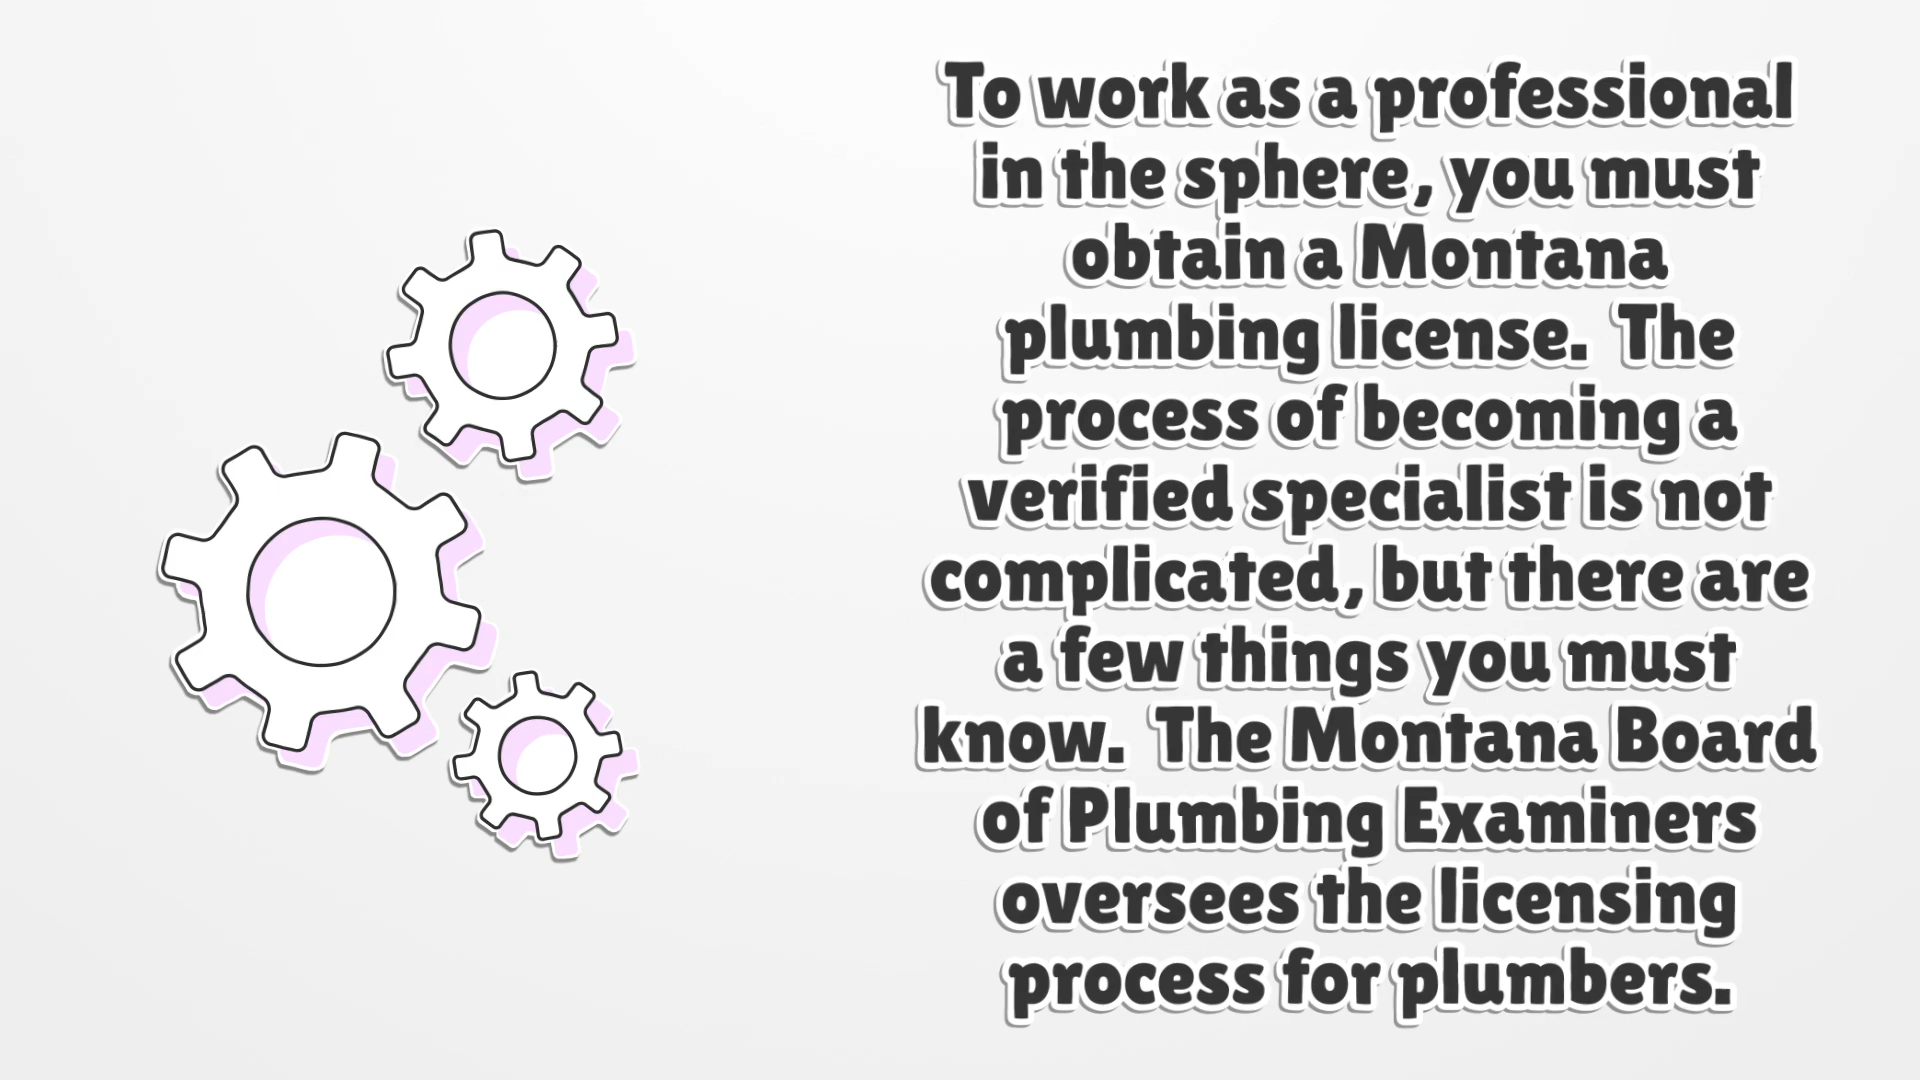 To work as a professional
in the sphere, you must
obtain a Montana
plumbing license.  The
process of becoming a
verified specialist is not
complicated, but there are
a few things you must
know.  The Montana Board
of Plumbing Examiners
oversees the licensing
process for plumbers.